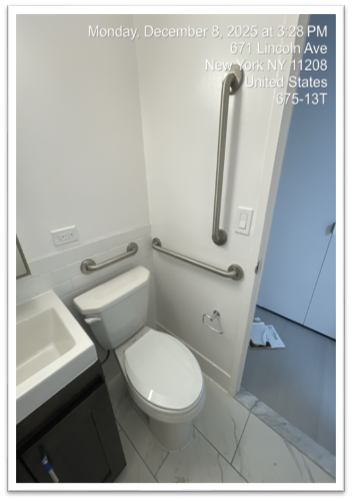 Monday, December 8, 2025 at 3:28 PM
671 Lincoln Ave
New York NY 11208
United States
675-13T